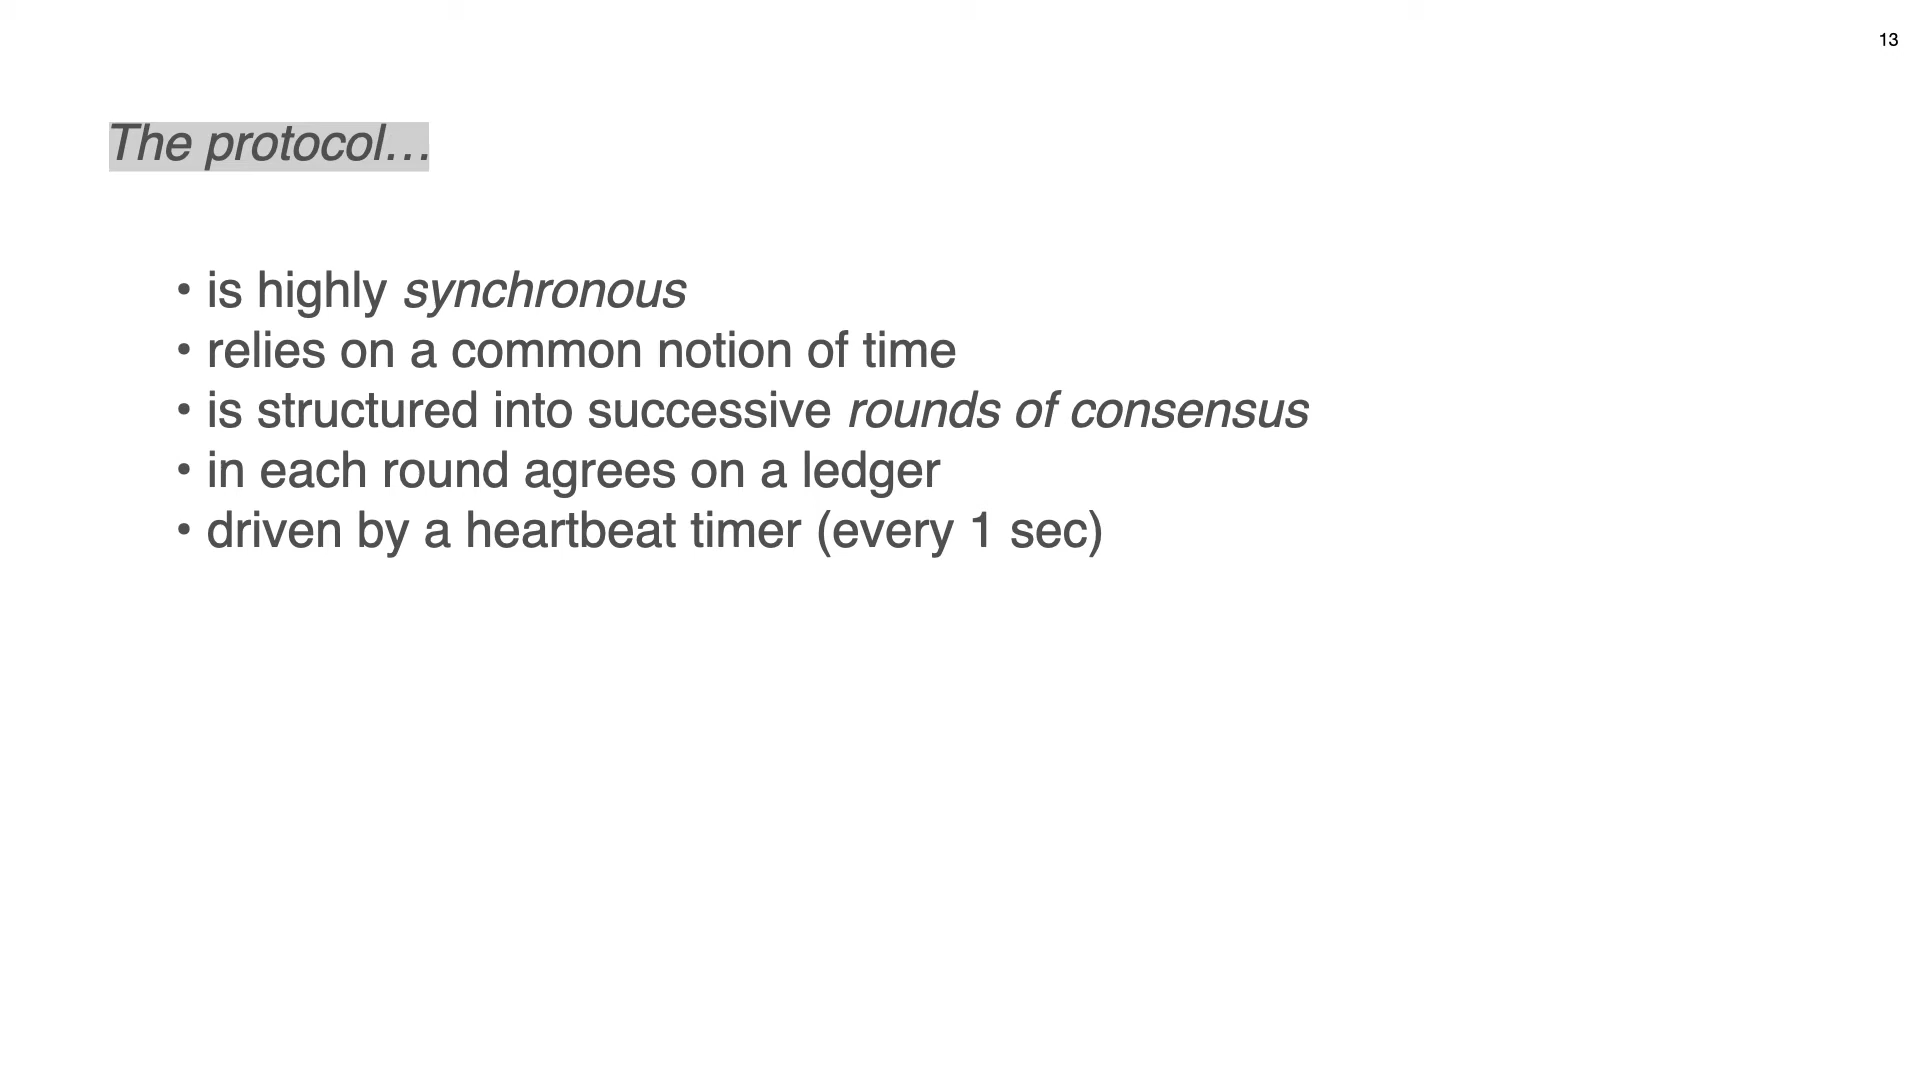 13
The protocol…
• is highly synchronous
• relies on a common notion of time
• is structured into successive rounds of consensus
• in each round agrees on a ledger
• driven by a heartbeat timer (every 1 sec)